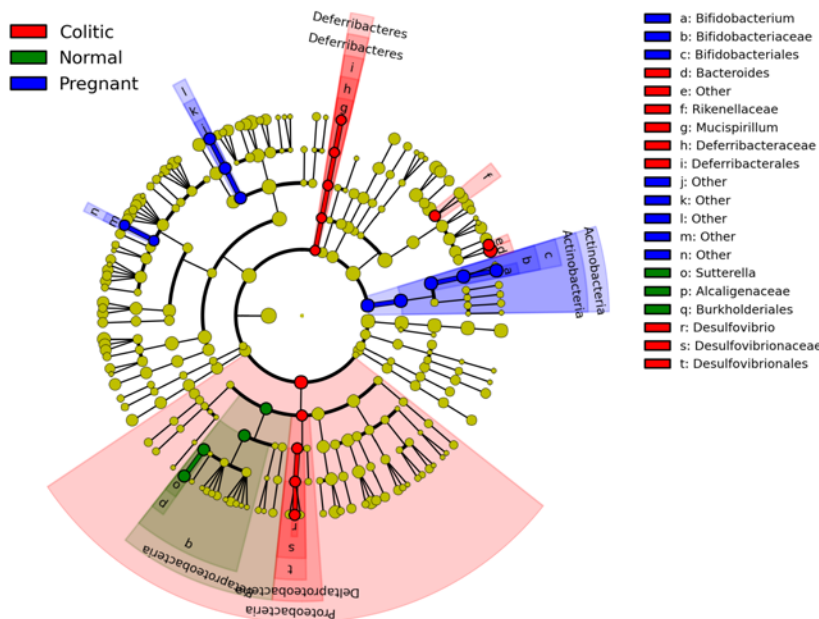 Colitic
Normal
Pregnant
a: Bifidobacterium
b: Bifidobacteriaceae
c: Bifidobacteriales
d: Bacteroides
e: Other
f: Rikenellaceae
g: Mucispirillum
h: Deferribacteraceae
i: Deferribacterales
j: Other
k: Other
l: Other
m: Other
n: Other
o: Sutterella
p: Alcaligenaceae
q: Burkholderiales
r: Desulfovibrio
s: Desulfovibrionaceae
t: Desulfovibrionales
Deferribacteres
Deferribacteres
i
h
g
l
k
j
n
m
f
e
d
a
b
c
Actinobacteria
Actinobacteria
o
p
q
Betaproteobacteria
r
s
t
Deltaproteobacteria
Proteobacteria